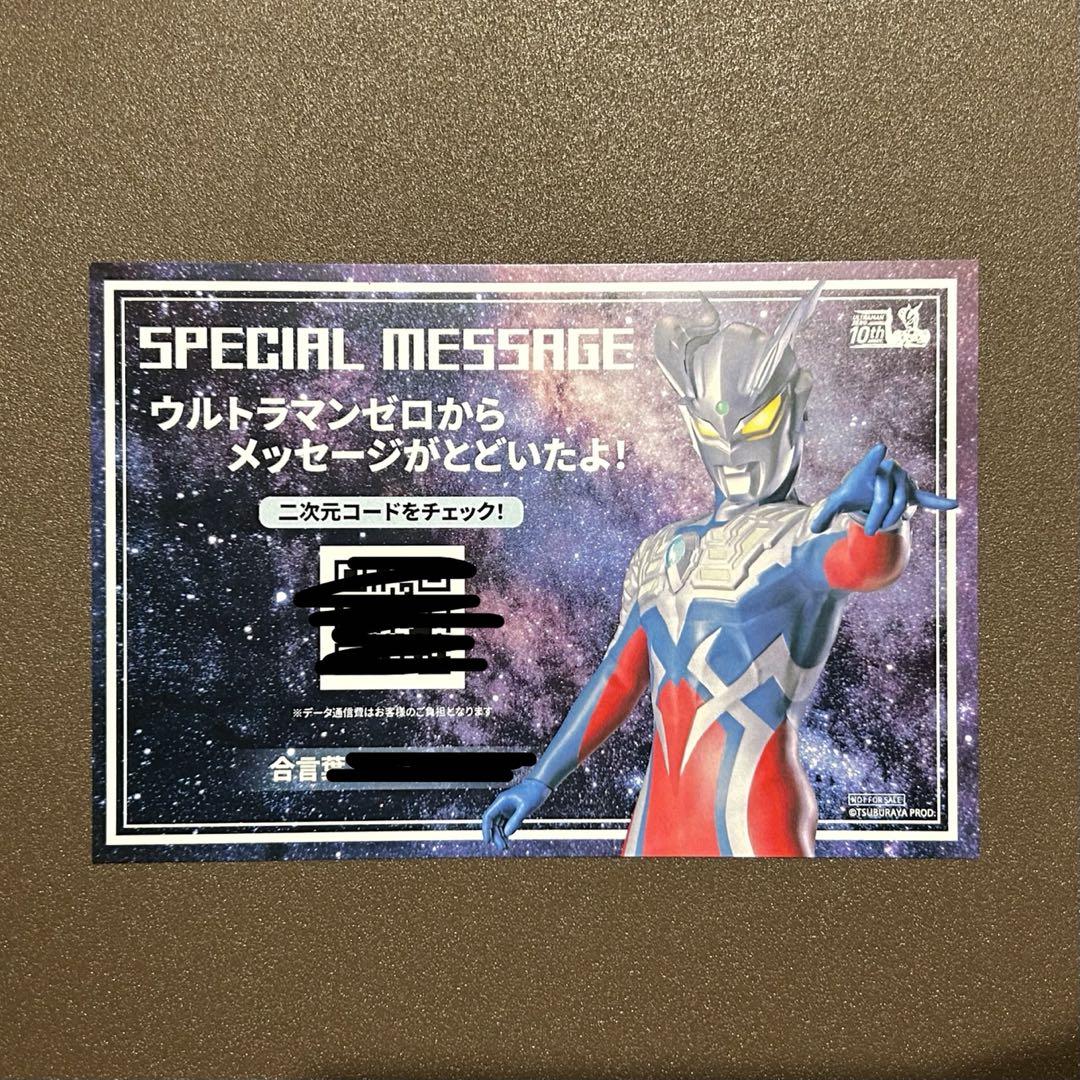 SPECIAL MESSAGE
ULTRAMAN
ZERO
10th
ウルトラマンゼロから
メッセージがとどいたよ!
二次元コードをチェック!
※データ通信費はお客様のご負担となります
合言葉
NOT FOR SALE
©TSUBURAYA PROD.